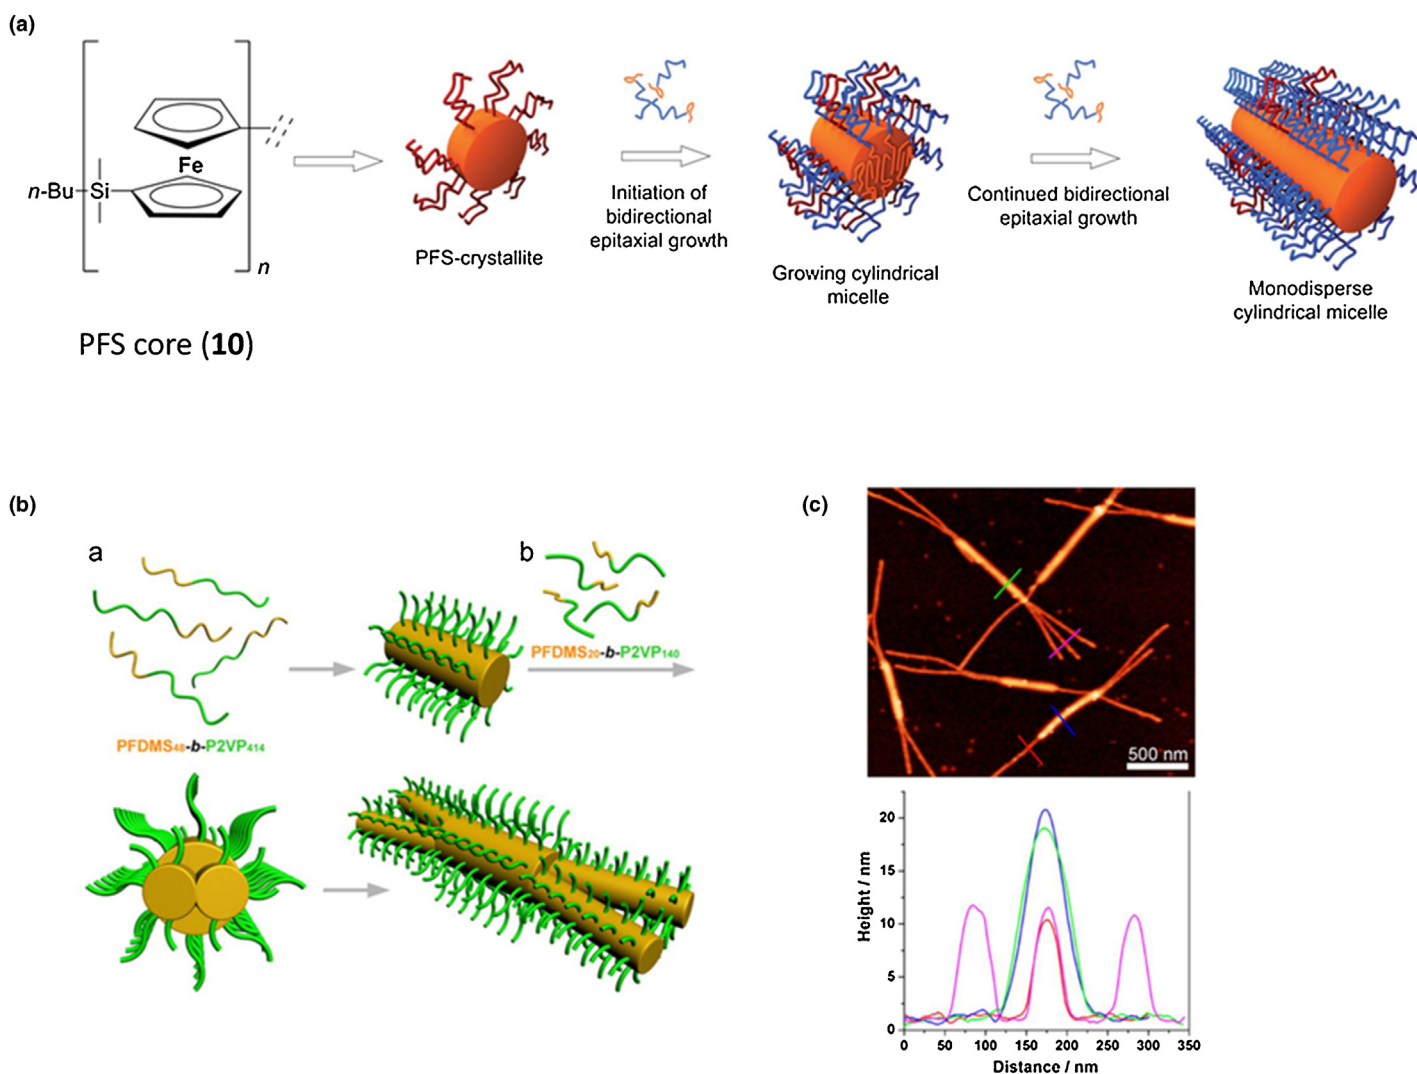 (a)
Fe
n-Bu
Si
n
PFS core (10)
PFS-crystallite
Initiation of
bidirectional
epitaxial growth
Growing cylindrical
micelle
Continued bidirectional
epitaxial growth
Monodisperse
cylindrical micelle
(b)
a
PFDMS48-b-P2VP414
b
PFDMS20-b-P2VP140
(c)
500 nm
Height / nm
20
15
10
5
0
0 50 100 150 200 250 300 350
Distance / nm